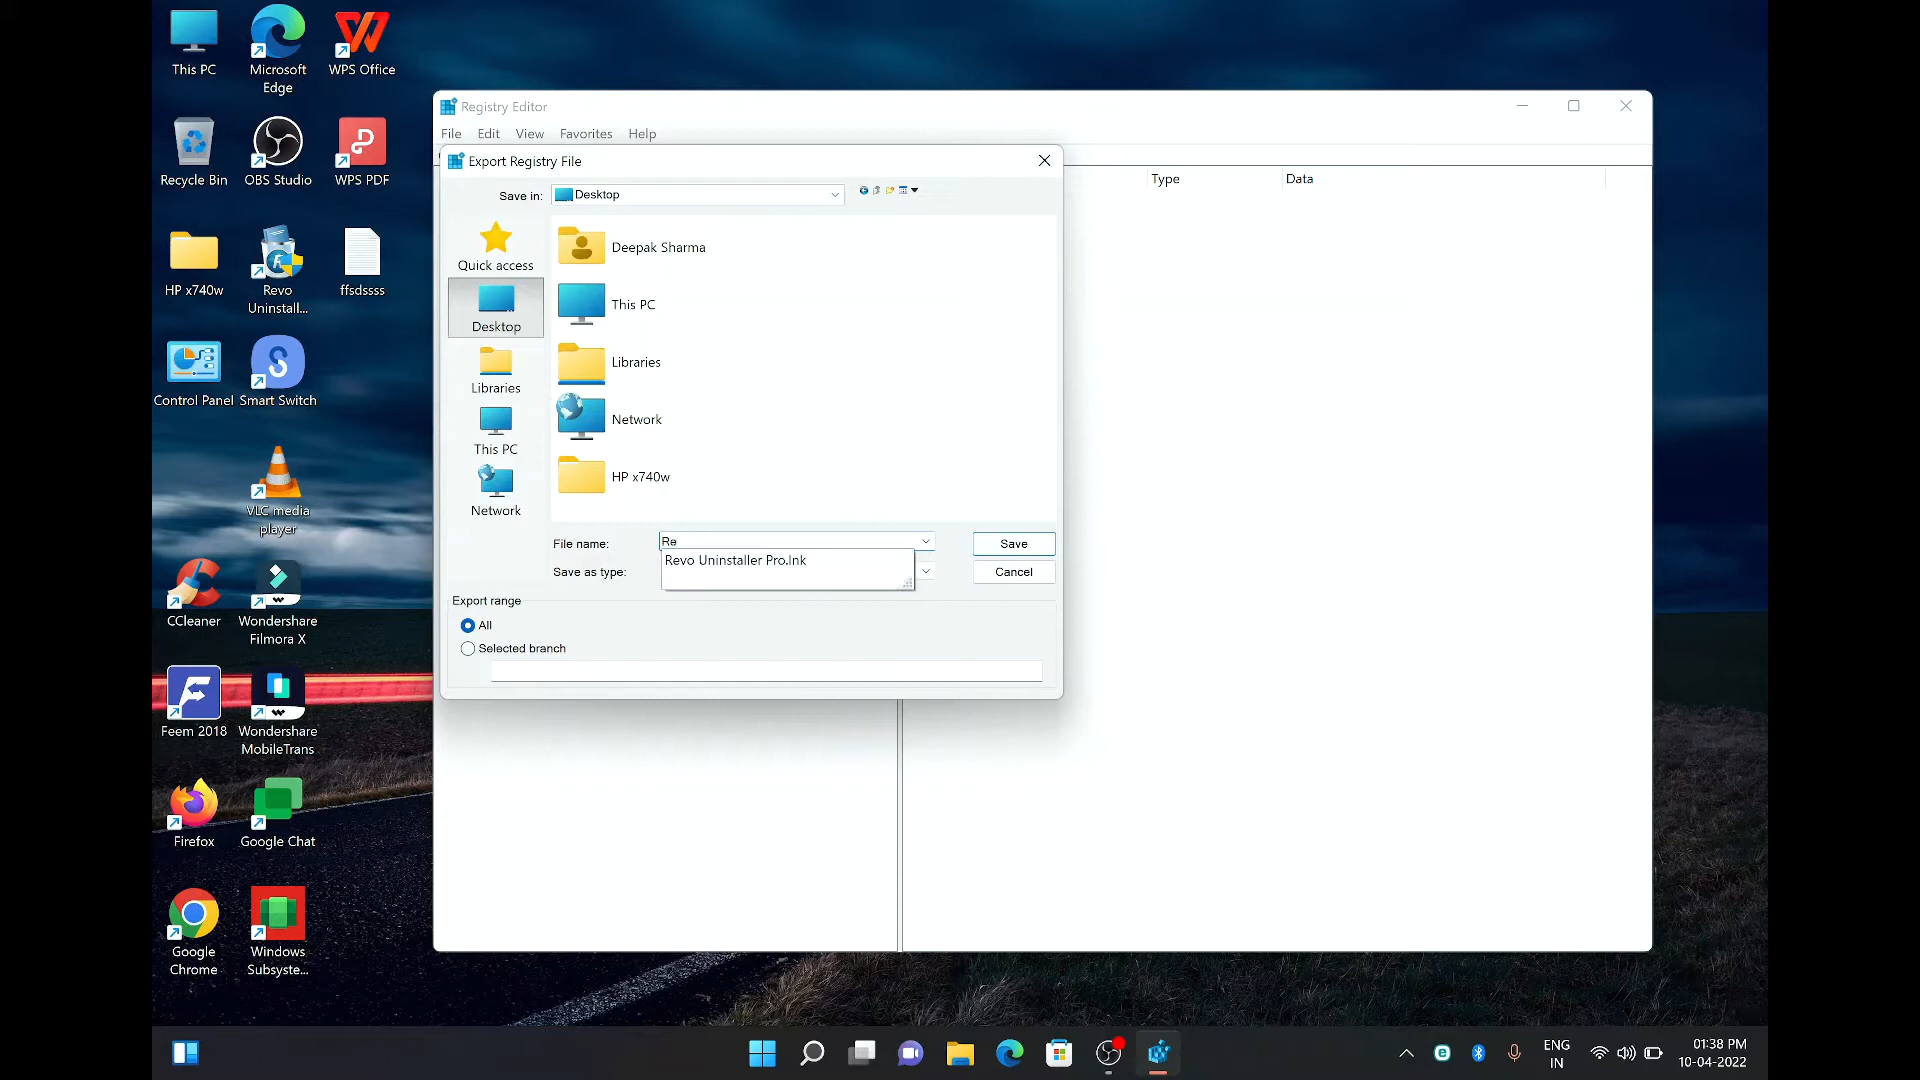 This PC
Microsoft
Edge
WPS Office
Recycle Bin
OBS Studio
WPS PDF
HP x740w
Revo
Uninstall...
ffsdssss
Control Panel
Smart Switch
VLC media
player
CCleaner
Wondershare
Filmora X
Feem 2018
Wondershare
MobileTrans
Firefox
Google Chat
Google
Chrome
Windows
Subsyste...
Registry Editor
File
Edit
View
Favorites
Help
Type
Data
Export Registry File
Save in:
Desktop
Quick access
Desktop
Libraries
This PC
Network
Deepak Sharma
This PC
Libraries
Network
HP x740w
File name:
Re
Save
Revo Uninstaller Pro.lnk
Save as type:
Cancel
Export range
All
Selected branch
ENG
IN
01:38 PM
10-04-2022